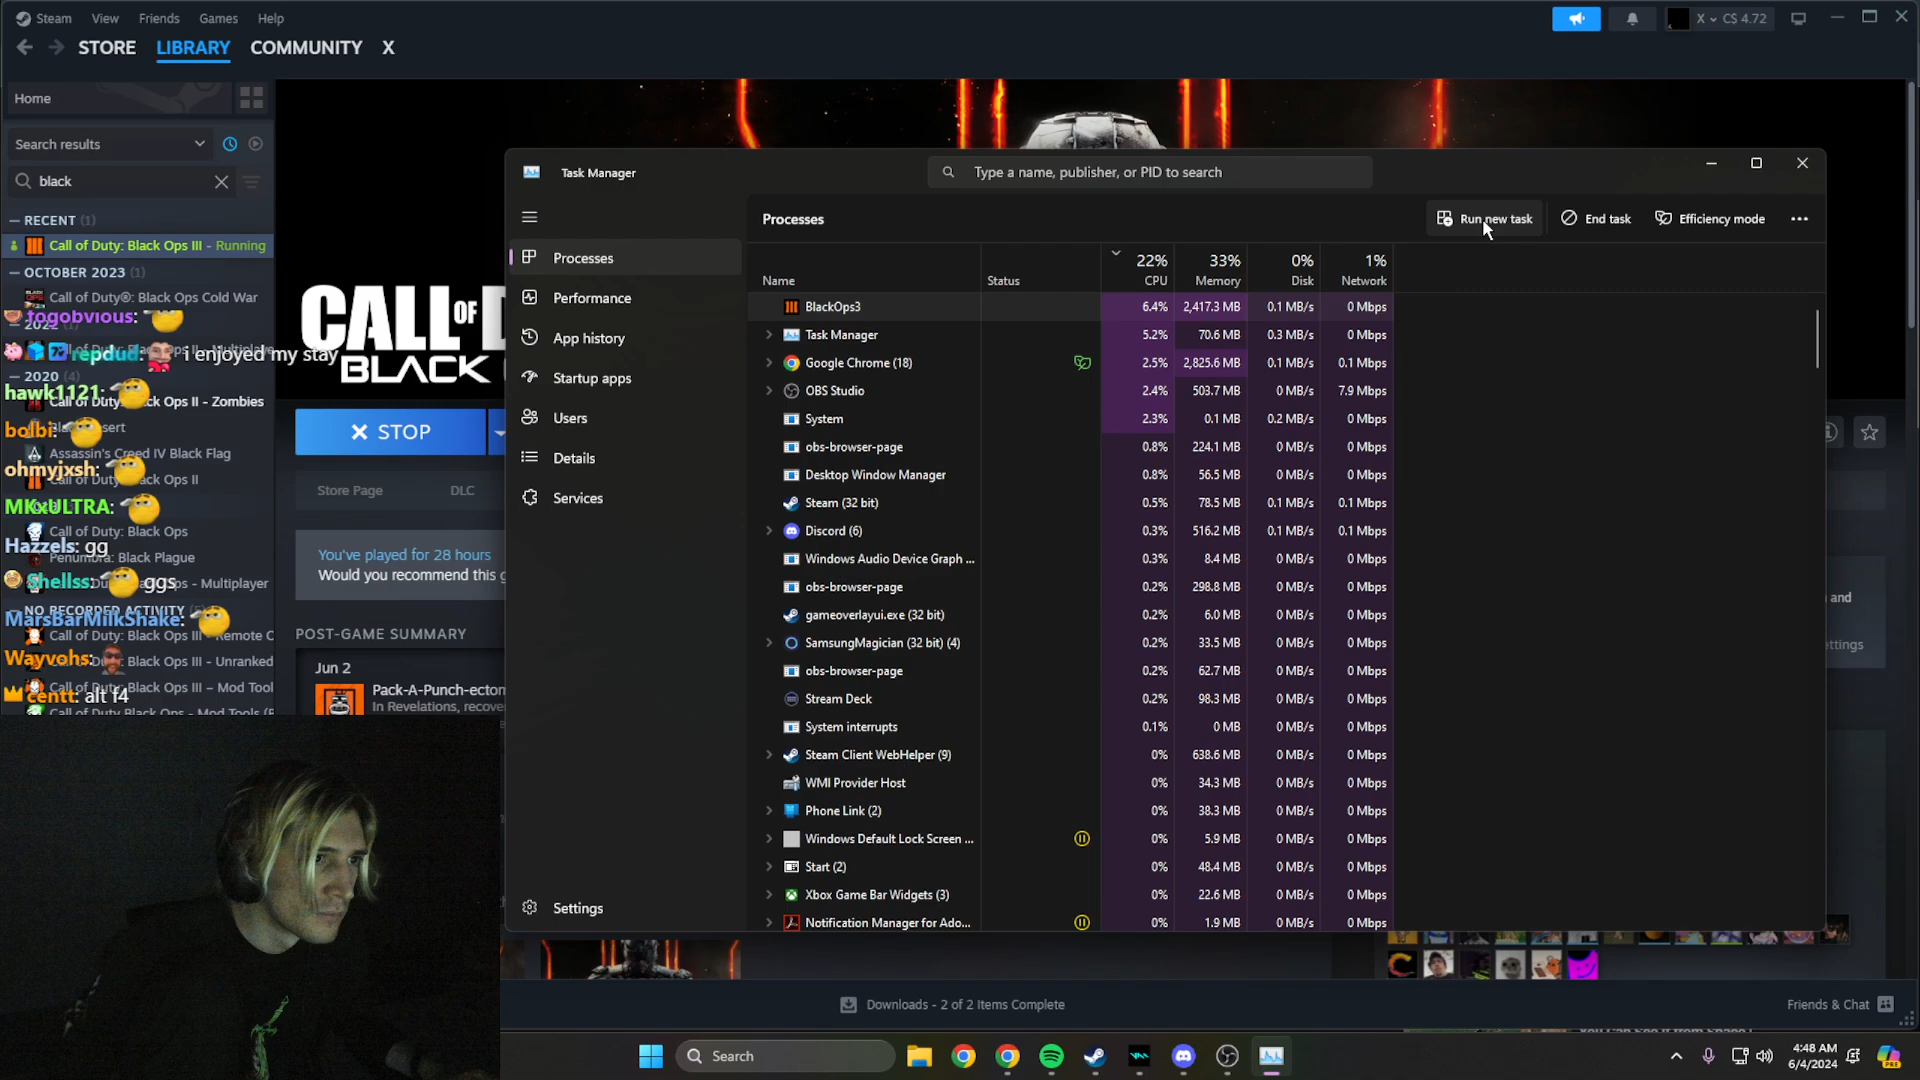 Steam View Friends Games Help
X C$ 4.72
STORE LIBRARY COMMUNITY X
Home
Search results
black
RECENT (1)
Call of Duty: Black Ops III - Running
OCTOBER 2023 (1)
Call of Duty®: Black Ops Cold War
fogobvious:
repdud: i enjoyed my stay
2020 (4)
hawk1121: ck Ops II - Zombies
bolbi:
Assassin's Creed IV Black Flag
ohmyjxsh:
Call of Duty: Black Ops II
MKxULTRA:
Call of Duty: Black Ops
Hazzels: gg
Penumbra: Black Plague
Shellss: ggs
ps - Multiplayer
NO RECORDED ACTIVITY
MarsBarMilkShake:
Call of Duty: Black Ops III - Remote C
Wayvohs:
Duty: Black Ops III - Unranked
Call of Duty: Black Ops III - Mod Tool
centt: alt f4
Call of Duty Black Ops - Mod Tools (
CALL OF D
BLACK
STOP
Store Page DLC
You've played for 28 hours
Would you recommend this g
POST-GAME SUMMARY
Jun 2
Pack-A-Punch-ectom
In Revelations, recove
and
ettings
Task Manager
Type a name, publisher, or PID to search
Processes
Run new task End task Efficiency mode
Processes
Performance
App history
Startup apps
Users
Details
Services
Settings
22% 33% 0% 1%
Name Status CPU Memory Disk Network
BlackOps3 6.4% 2,417.3 MB 0.1 MB/s 0 Mbps
Task Manager 5.2% 70.6 MB 0.3 MB/s 0 Mbps
Google Chrome (18) 2.5% 2,825.6 MB 0.1 MB/s 0.1 Mbps
OBS Studio 2.4% 503.7 MB 0 MB/s 7.9 Mbps
System 2.3% 0.1 MB 0.2 MB/s 0 Mbps
obs-browser-page 0.8% 224.1 MB 0 MB/s 0 Mbps
Desktop Window Manager 0.8% 56.5 MB 0 MB/s 0 Mbps
Steam (32 bit) 0.5% 78.5 MB 0.1 MB/s 0.1 Mbps
Discord (6) 0.3% 516.2 MB 0.1 MB/s 0.1 Mbps
Windows Audio Device Graph ... 0.3% 8.4 MB 0 MB/s 0 Mbps
obs-browser-page 0.2% 298.8 MB 0 MB/s 0 Mbps
gameoverlayui.exe (32 bit) 0.2% 6.0 MB 0 MB/s 0 Mbps
SamsungMagician (32 bit) (4) 0.2% 33.5 MB 0 MB/s 0 Mbps
obs-browser-page 0.2% 62.7 MB 0 MB/s 0 Mbps
Stream Deck 0.2% 98.3 MB 0 MB/s 0 Mbps
System interrupts 0.1% 0 MB 0 MB/s 0 Mbps
Steam Client WebHelper (9) 0% 638.6 MB 0 MB/s 0 Mbps
WMI Provider Host 0% 34.3 MB 0 MB/s 0 Mbps
Phone Link (2) 0% 38.3 MB 0 MB/s 0 Mbps
Windows Default Lock Screen ... 0% 5.9 MB 0 MB/s 0 Mbps
Start (2) 0% 48.4 MB 0 MB/s 0 Mbps
Xbox Game Bar Widgets (3) 0% 22.6 MB 0 MB/s 0 Mbps
Notification Manager for Ado... 0% 1.9 MB 0 MB/s 0 Mbps
Downloads - 2 of 2 Items Complete
Friends & Chat
Search
4:48 AM
6/4/2024